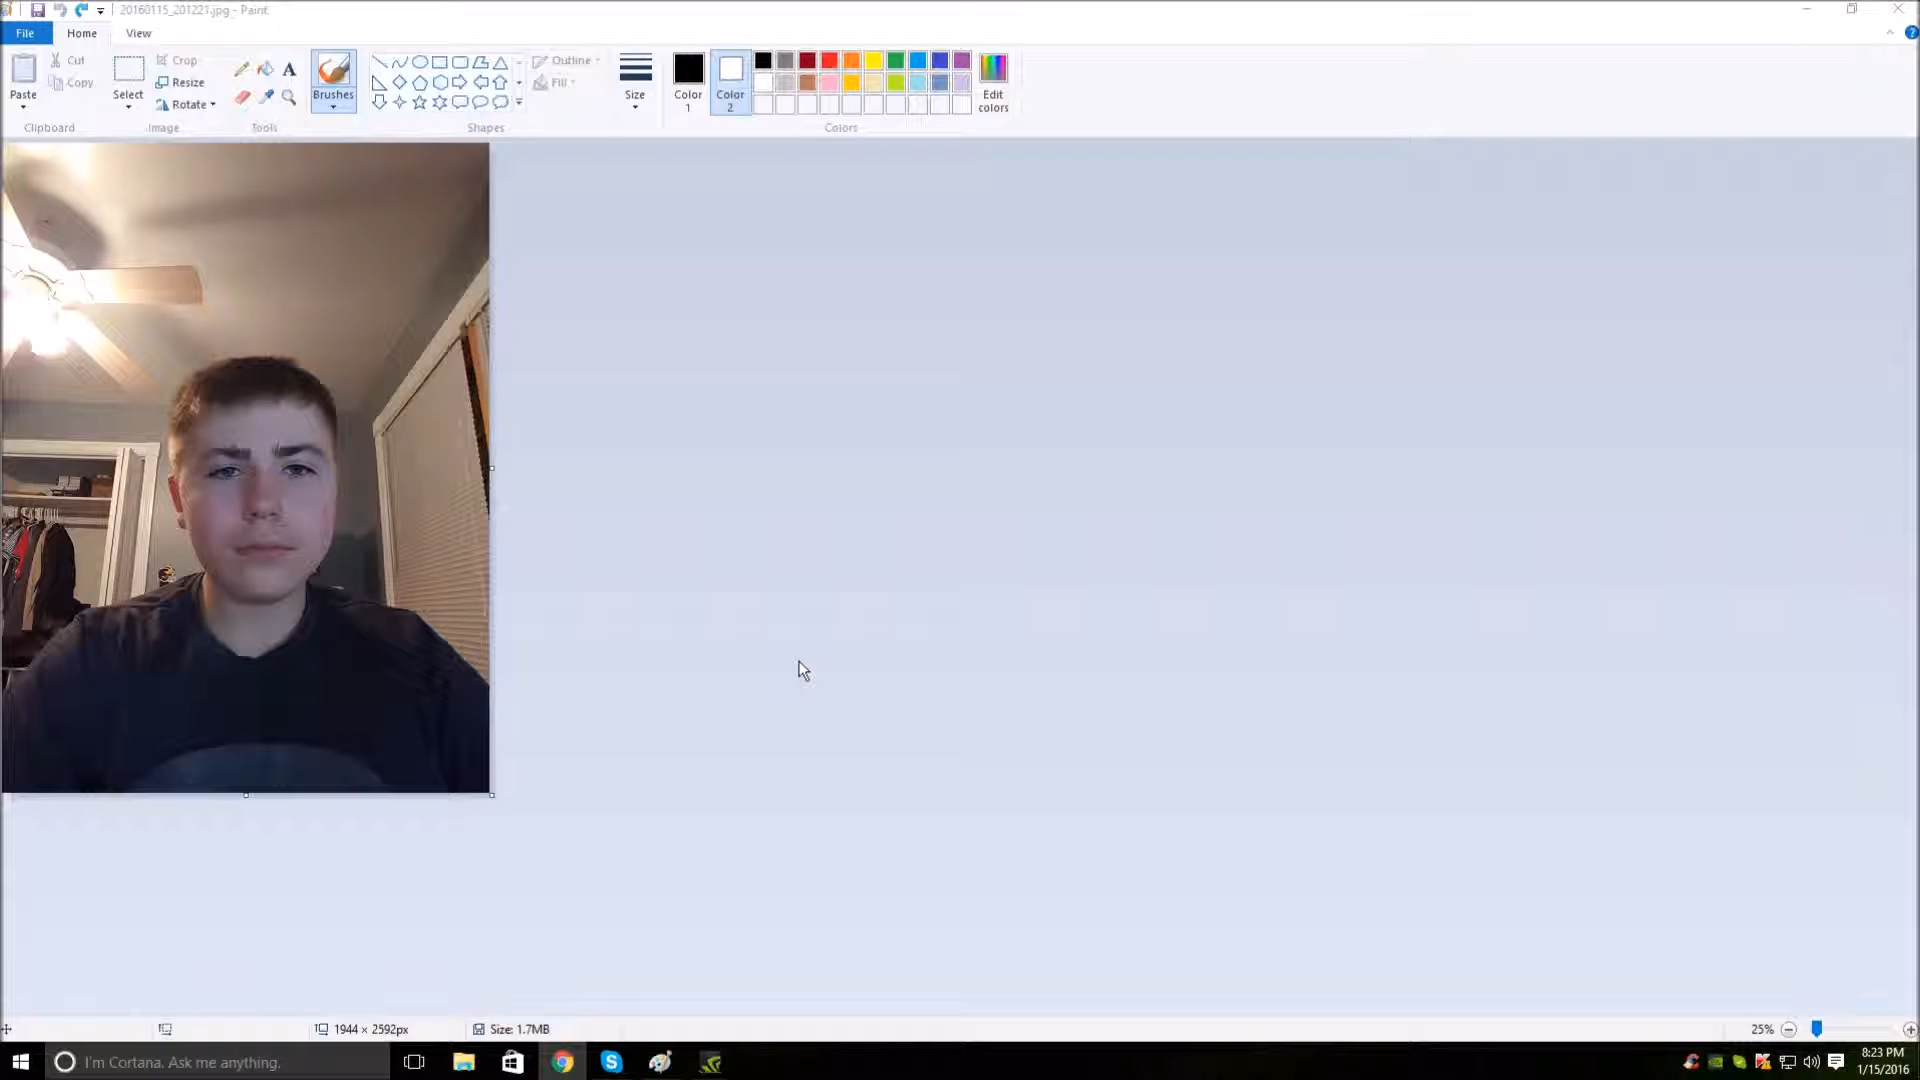 20160115_201221.jpg - Paint
File
Home
View
Paste
Cut
Copy
Clipboard
Select
Crop
Resize
Rotate
Image
A
Tools
Brushes
Shapes
Outline
Fill
Size
Color 1
Color 2
Edit colors
Colors
1944 × 2592px
Size: 1.7MB
25%
I'm Cortana. Ask me anything.
8:23 PM
1/15/2016